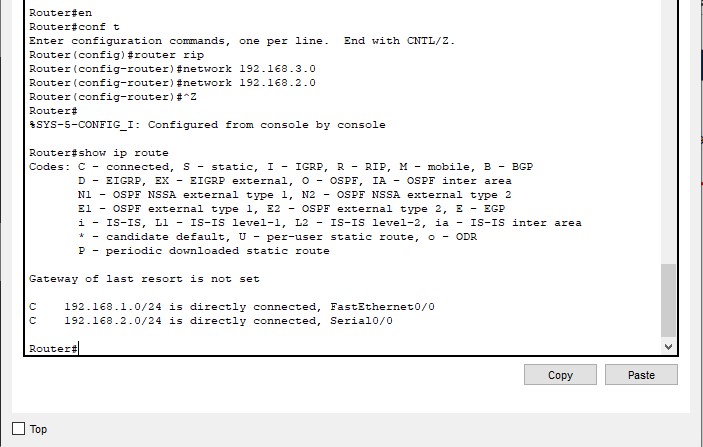 Router#en
Router#conf t
Enter configuration commands, one per line.  End with CNTL/Z.
Router(config)#router rip
Router(config-router)#network 192.168.3.0
Router(config-router)#network 192.168.2.0
Router(config-router)#^Z
Router#
%SYS-5-CONFIG_I: Configured from console by console

Router#show ip route
Codes: C - connected, S - static, I - IGRP, R - RIP, M - mobile, B - BGP
       D - EIGRP, EX - EIGRP external, O - OSPF, IA - OSPF inter area
       N1 - OSPF NSSA external type 1, N2 - OSPF NSSA external type 2
       E1 - OSPF external type 1, E2 - OSPF external type 2, E - EGP
       i - IS-IS, L1 - IS-IS level-1, L2 - IS-IS level-2, ia - IS-IS inter area
       * - candidate default, U - per-user static route, o - ODR
       P - periodic downloaded static route

Gateway of last resort is not set

C    192.168.1.0/24 is directly connected, FastEthernet0/0
C    192.168.2.0/24 is directly connected, Serial0/0

Router#
Copy
Paste
Top